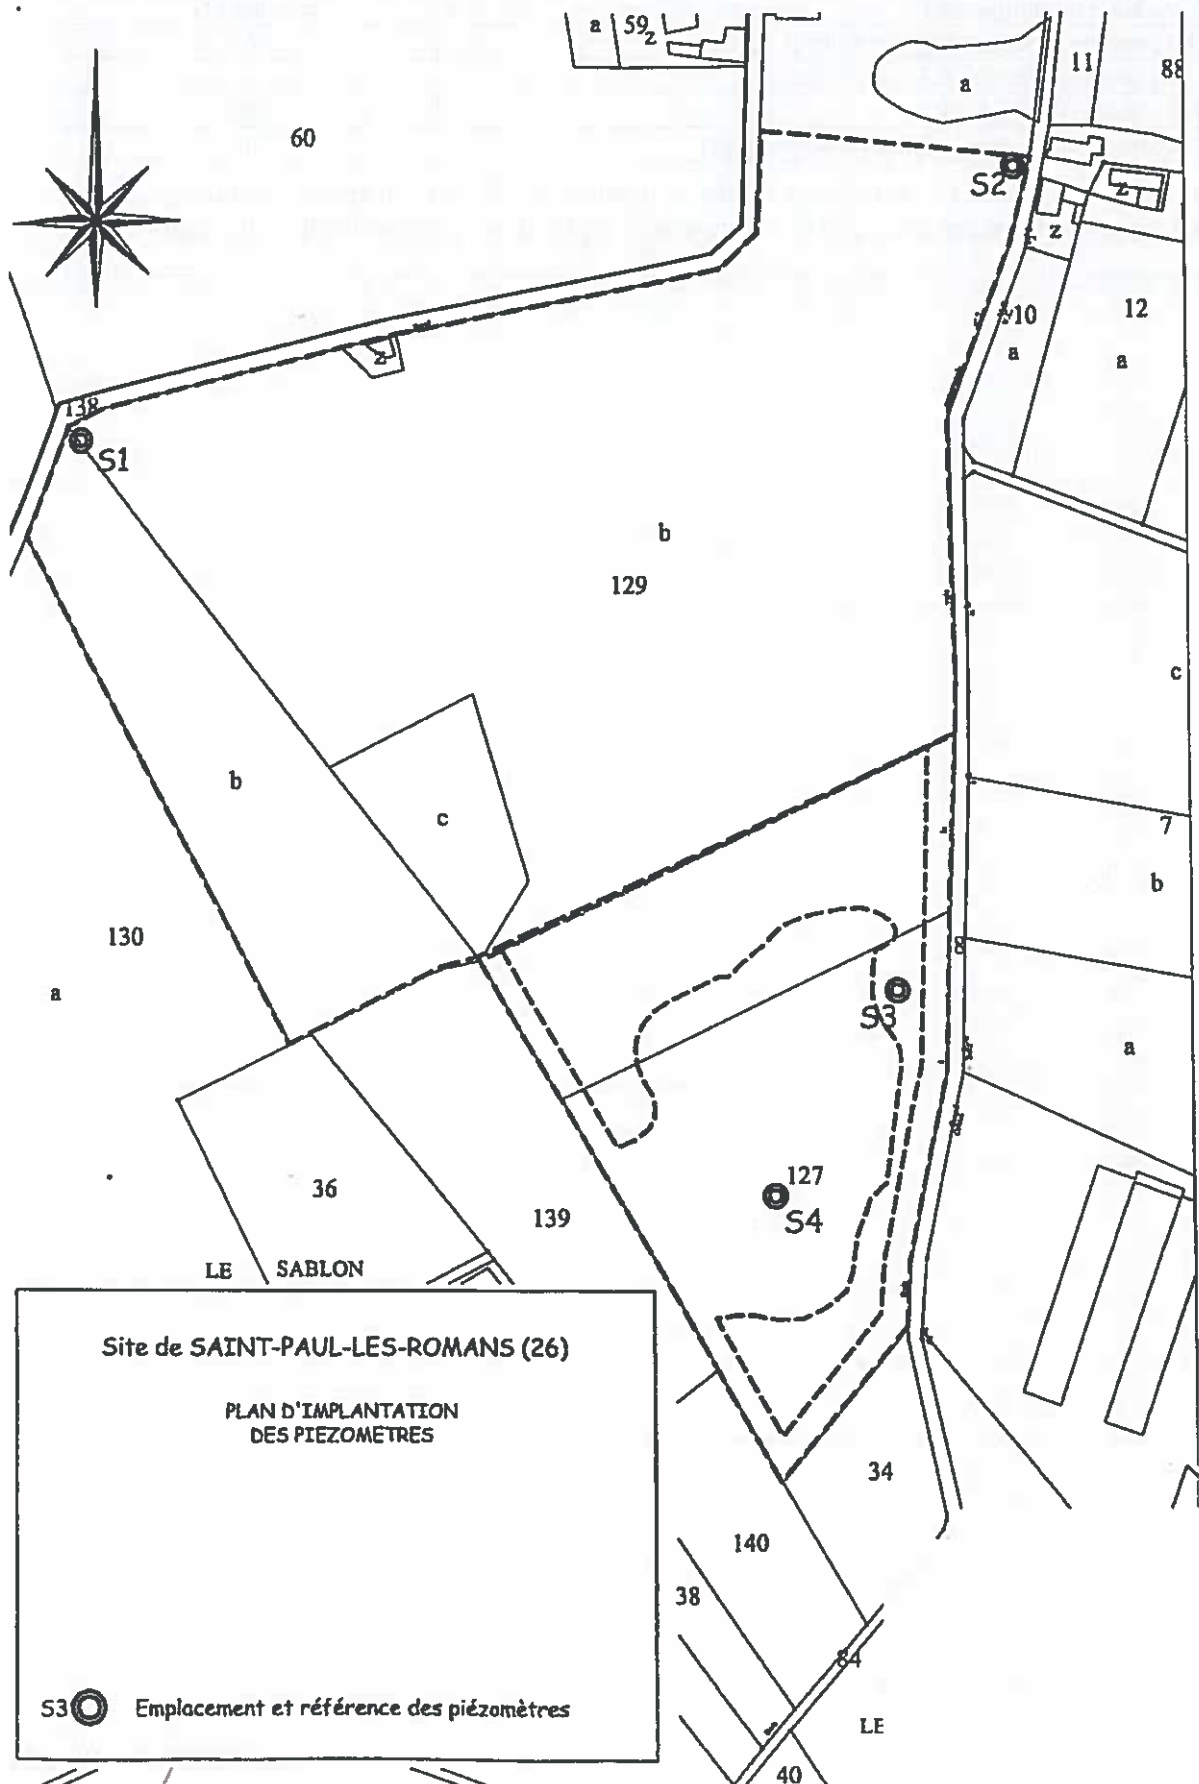 a 59 z
11 88
a
60
S2
z
z
10 12
a a
z
138
S1
b
129
c
b
c
7
b
130
8
a
S3
a
127
36
S4
139
LE SABLON
Site de SAINT-PAUL-LES-ROMANS (26)
PLAN D'IMPLANTATION
DES PIEZOMETRES
34
140
38
84
S3 Emplacement et référence des piézomètres
LE
40